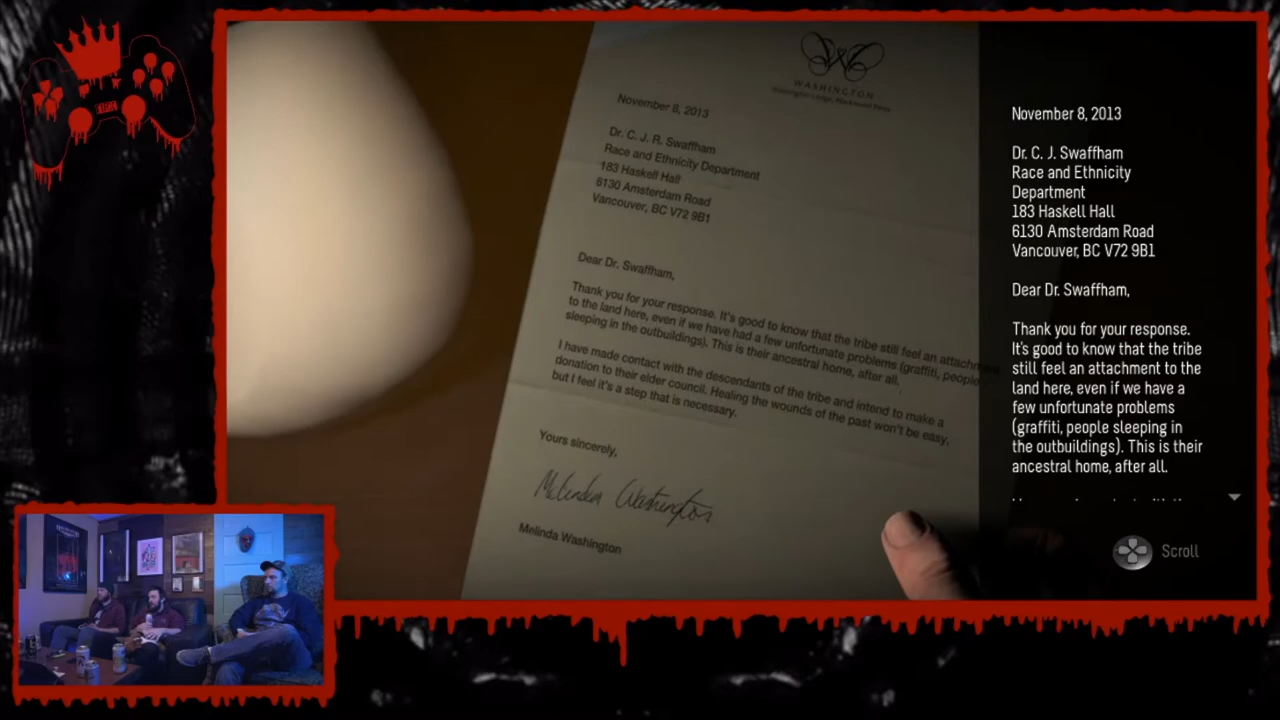 WASHINGTON
Washington Lodge, Blackwood Pines
November 8, 2013
Dr. C. J. R. Swaffham
Race and Ethnicity Department
183 Haskell Hall
6130 Amsterdam Road
Vancouver, BC V72 9B1
Dear Dr. Swaffham,
Thank you for your response. It's good to know that the tribe still feel an attachment
to the land here, even if we have had a few unfortunate problems (graffiti, people
sleeping in the outbuildings). This is their ancestral home, after all.
I have made contact with the descendants of the tribe and intend to make a
donation to their elder council. Healing the wounds of the past won't be easy,
but I feel it's a step that is necessary.
Yours sincerely,
Melinda Washington
Melinda Washington
November 8, 2013
Dr. C. J. Swaffham
Race and Ethnicity
Department
183 Haskell Hall
6130 Amsterdam Road
Vancouver, BC V72 9B1
Dear Dr. Swaffham,
Thank you for your response.
It's good to know that the tribe
still feel an attachment to the
land here, even if we have a
few unfortunate problems
(graffiti, people sleeping in
the outbuildings). This is their
ancestral home, after all.
Scroll